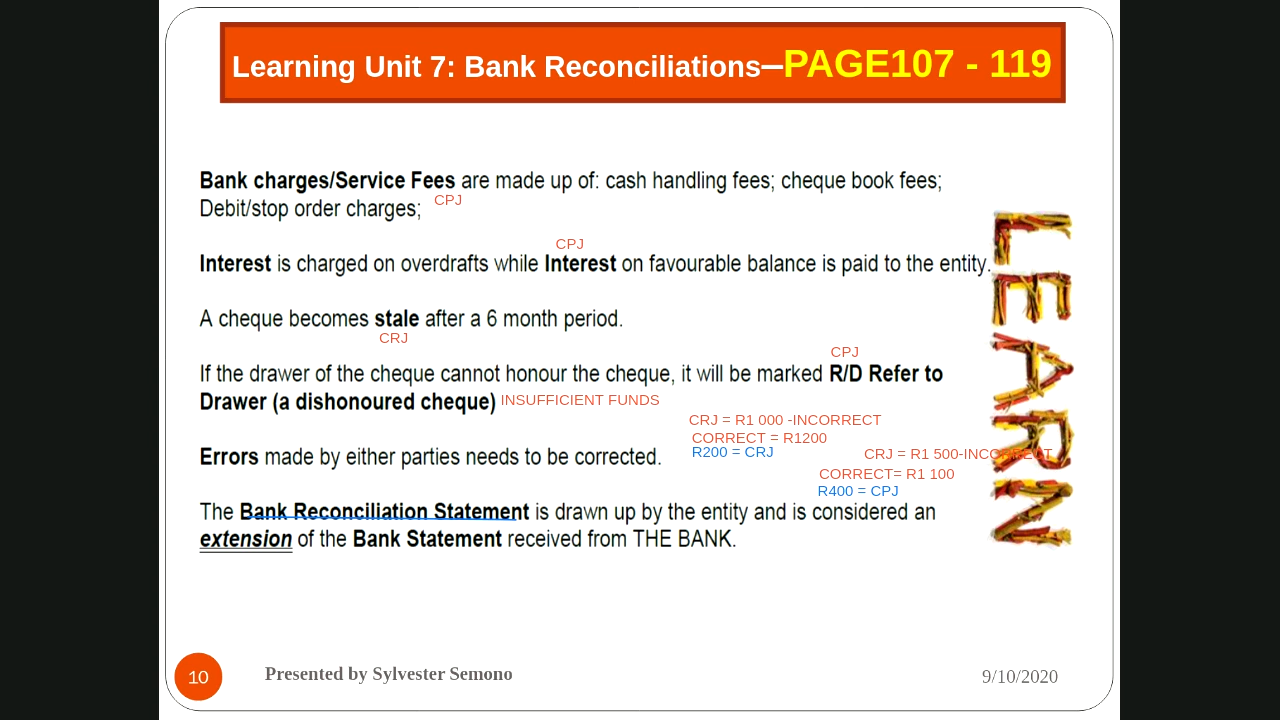 Learning Unit 7: Bank Reconciliations–PAGE107 - 119
Bank charges/Service Fees are made up of: cash handling fees; cheque book fees;
Debit/stop order charges; CPJ
CPJ
Interest is charged on overdrafts while Interest on favourable balance is paid to the entity.
A cheque becomes stale after a 6 month period.
CRJ
CPJ
If the drawer of the cheque cannot honour the cheque, it will be marked R/D Refer to
Drawer (a dishonoured cheque) INSUFFICIENT FUNDS
CRJ = R1 000 -INCORRECT
CORRECT = R1200
Errors made by either parties needs to be corrected. R200 = CRJ
CRJ = R1 500-INCORRECT
CORRECT= R1 100
R400 = CPJ
The Bank Reconciliation Statement is drawn up by the entity and is considered an
extension of the Bank Statement received from THE BANK.
LEARN
10 Presented by Sylvester Semono 9/10/2020